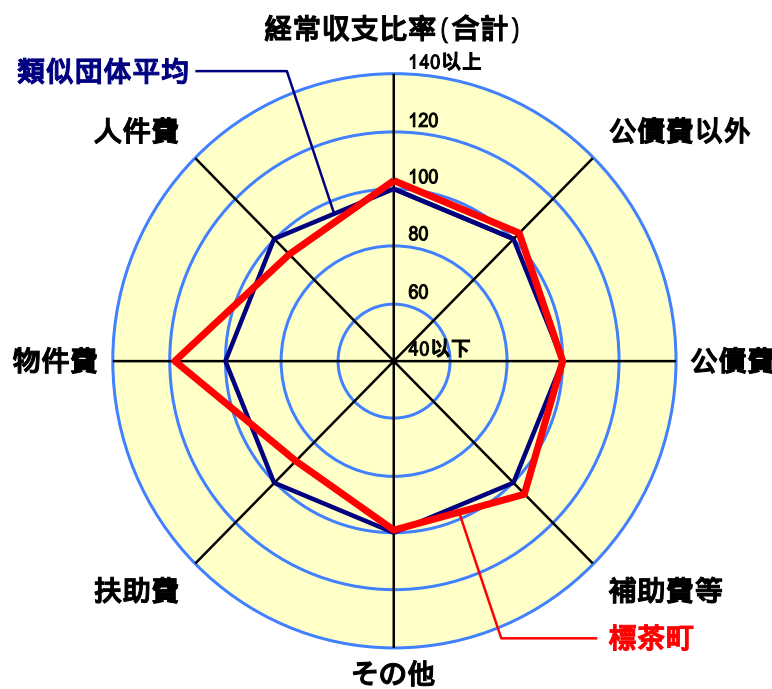 経常収支比率(合計)
140以上
類似団体平均
120
人件費
公債費以外
100
80
60
40以下
物件費
公債費
扶助費
補助費等
標茶町
その他